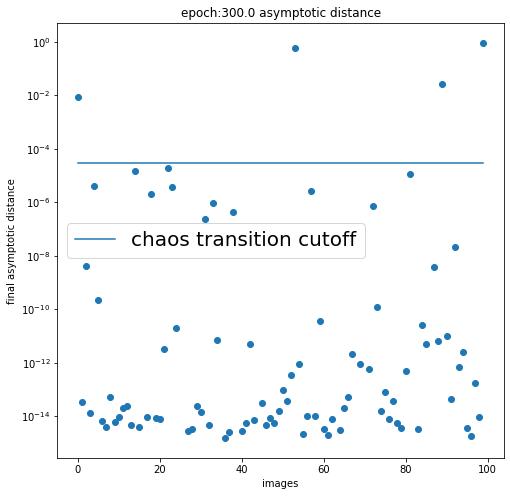 epoch:300.0 asymptotic distance
final asymptotic distance
10⁰
10⁻²
10⁻⁴
10⁻⁶
10⁻⁸
10⁻¹⁰
10⁻¹²
10⁻¹⁴
chaos transition cutoff
0 20 40 60 80 100
images